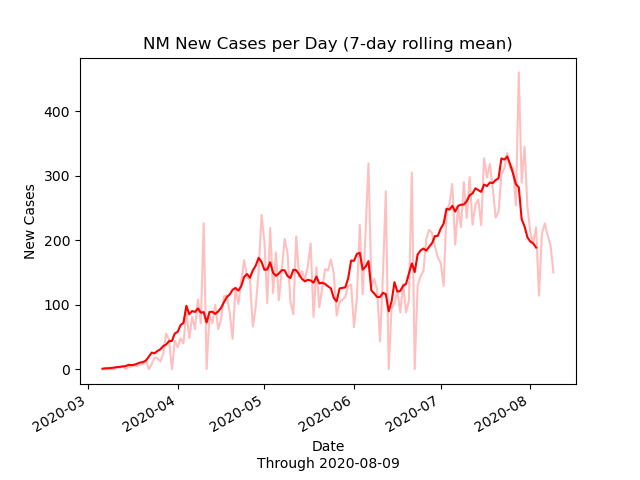 NM New Cases per Day (7-day rolling mean)
New Cases
400
300
200
100
0
2020-03
2020-04
2020-05
2020-06
2020-07
2020-08
Date
Through 2020-08-09